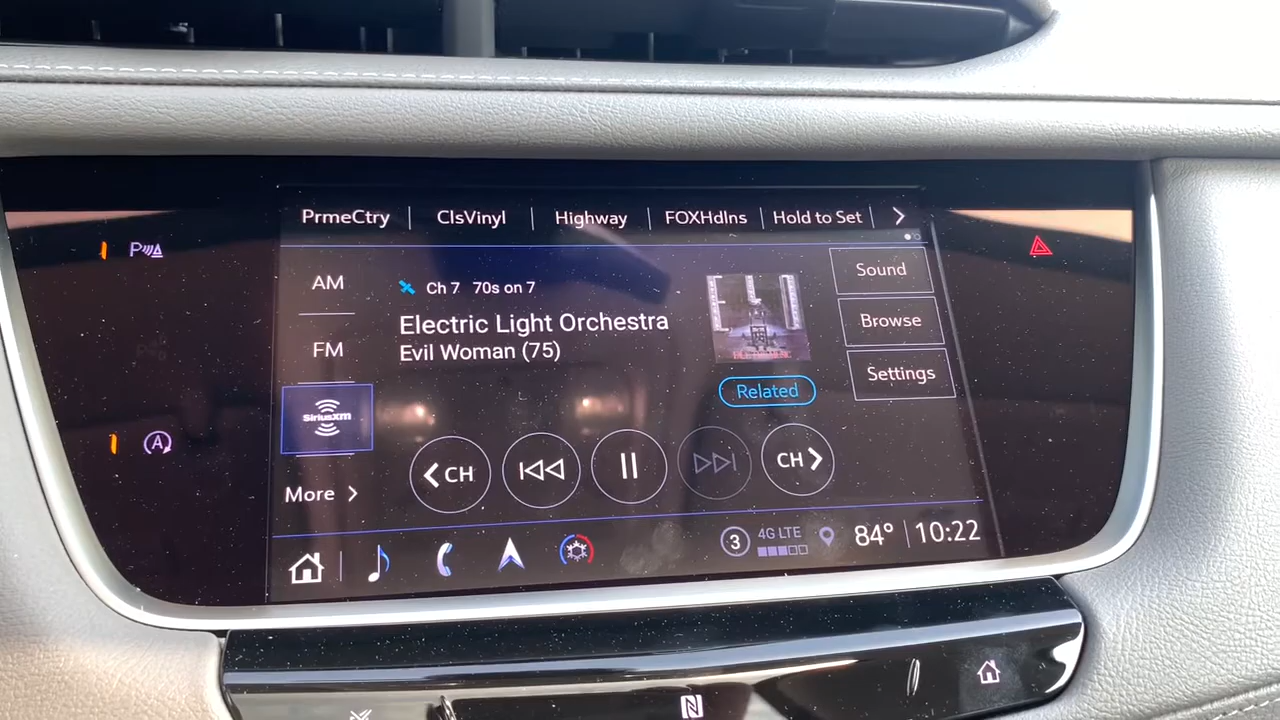 PrmeCtry ClsVinyl Highway FOXHdlns Hold to Set
P
AM
Ch 7 70s on 7
Sound
Electric Light Orchestra
Browse
FM
Evil Woman (75)
Settings
Related
SiriusXM
A
CH
CH
More
3 4G LTE 84° 10:22
N